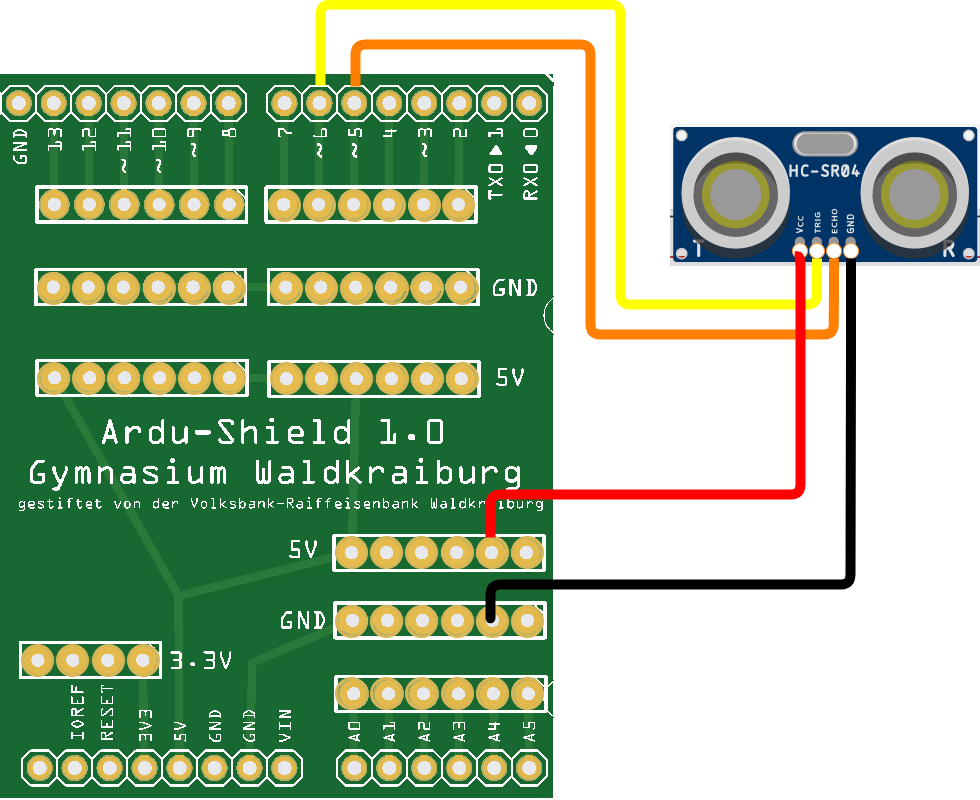 GND 13 12 ~11 ~10 ~9 8 7 ~6 ~5 4 ~3 2 TX0 ▶ 1 RX0 ◀ 0
HC-SR04
Vcc TRIG ECHO GND
T R
GND
5V
Ardu-Shield 1.0
Gymnasium Waldkraiburg
gestiftet von der Volksbank-Raiffeisenbank Waldkraiburg
5V
GND
3.3V
IOREF RESET 3V3 5V GND GND VIN A0 A1 A2 A3 A4 A5